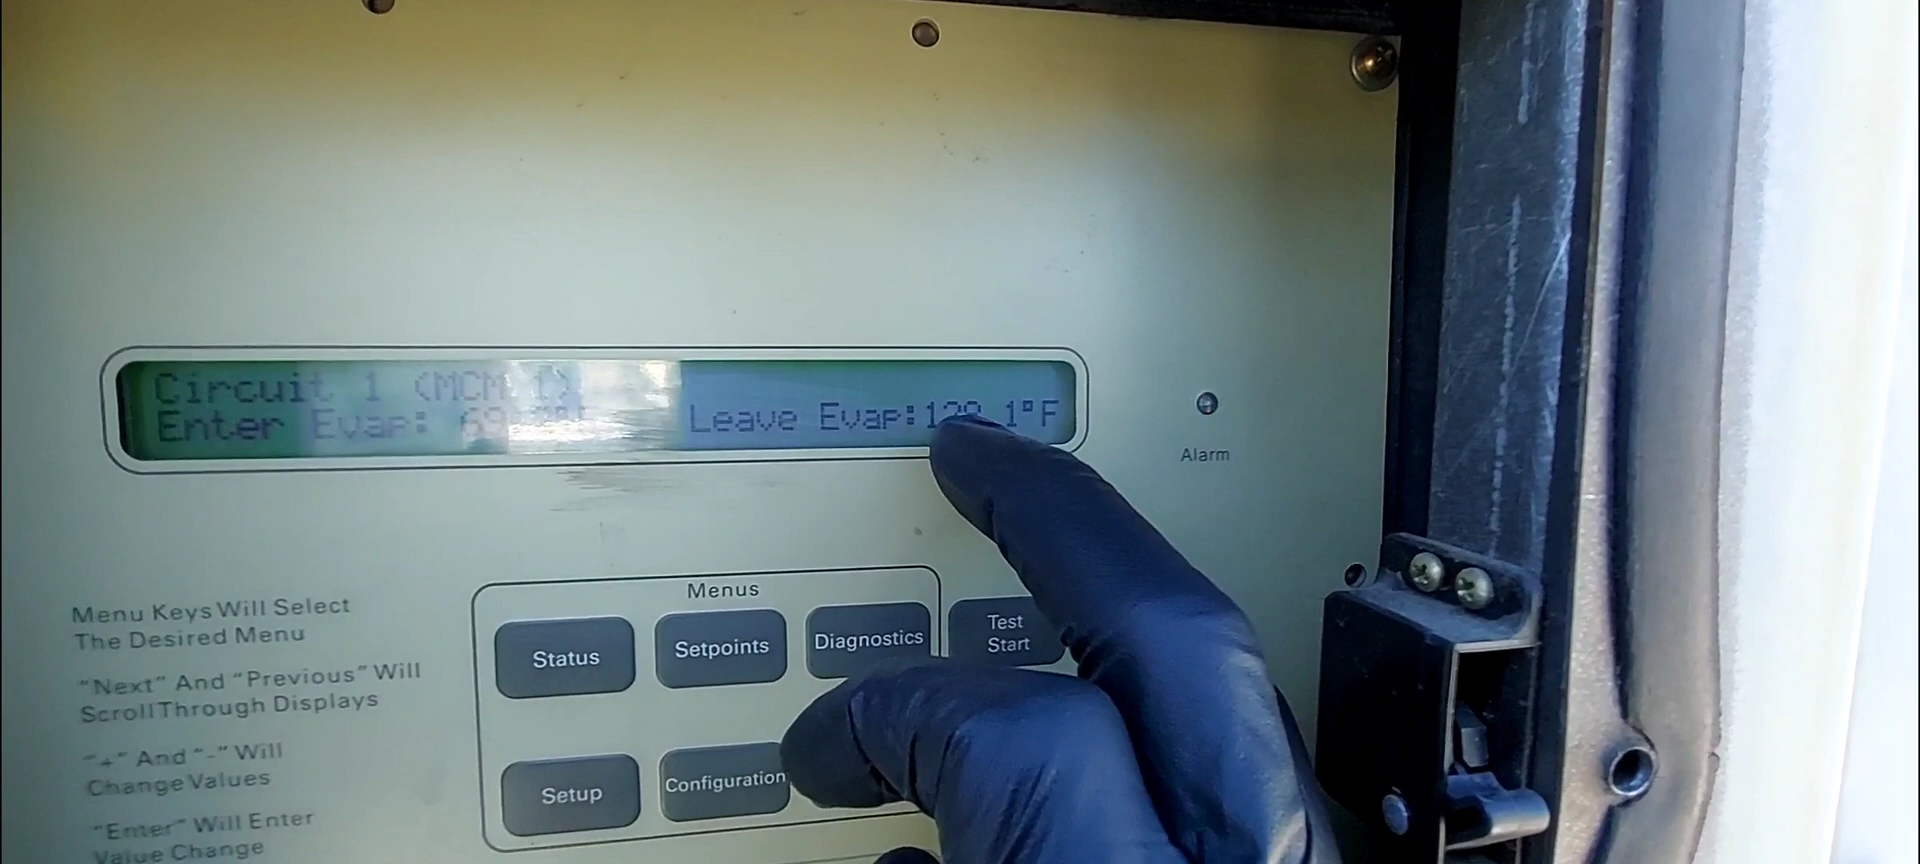 Circuit 1 (MCM 1)
Enter Evap: Leave Evap: °F
Alarm
Menus
Status Setpoints Diagnostics Test Start
Setup Configuration
Menu Keys Will Select
The Desired Menu
"Next" And "Previous" Will
Scroll Through Displays
"+" And "-" Will
Change Values
"Enter" Will Enter
Value Change